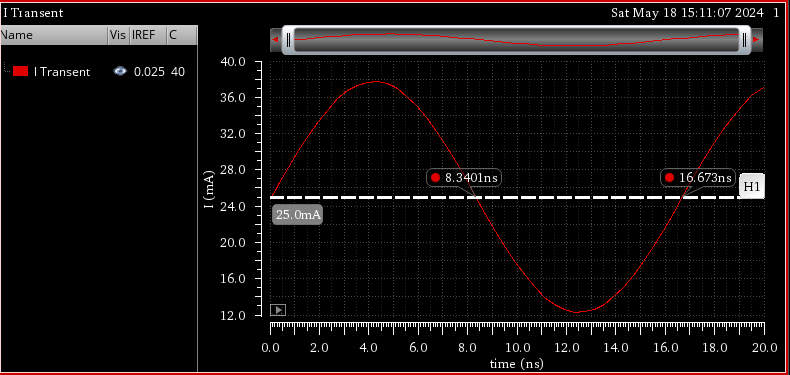 I Transient
Sat May 18 15:11:07 2024 1
Name Vis IREF C
I Transent 0.025 40
40.0
36.0
32.0
28.0
24.0
20.0
16.0
12.0
I (mA)
8.3401ns
16.673ns
H1
25.0mA
0.0 2.0 4.0 6.0 8.0 10.0 12.0 14.0 16.0 18.0 20.0
time (ns)